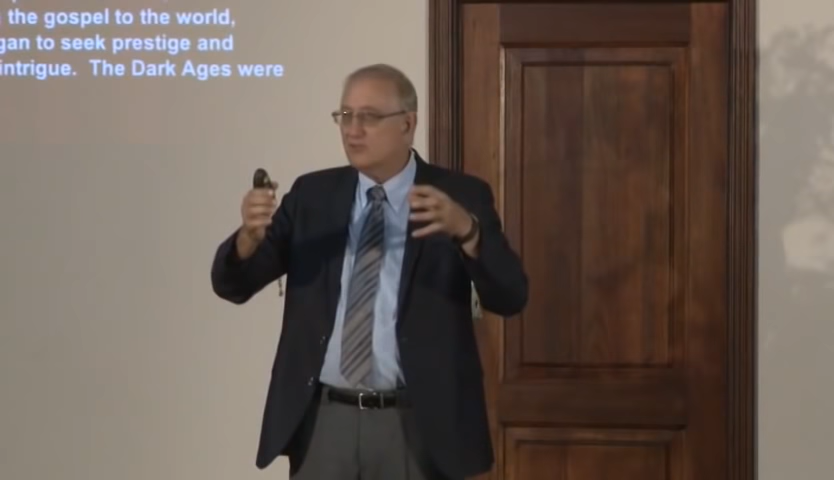 the gospel to the world,
gan to seek prestige and
intrigue. The Dark Ages were